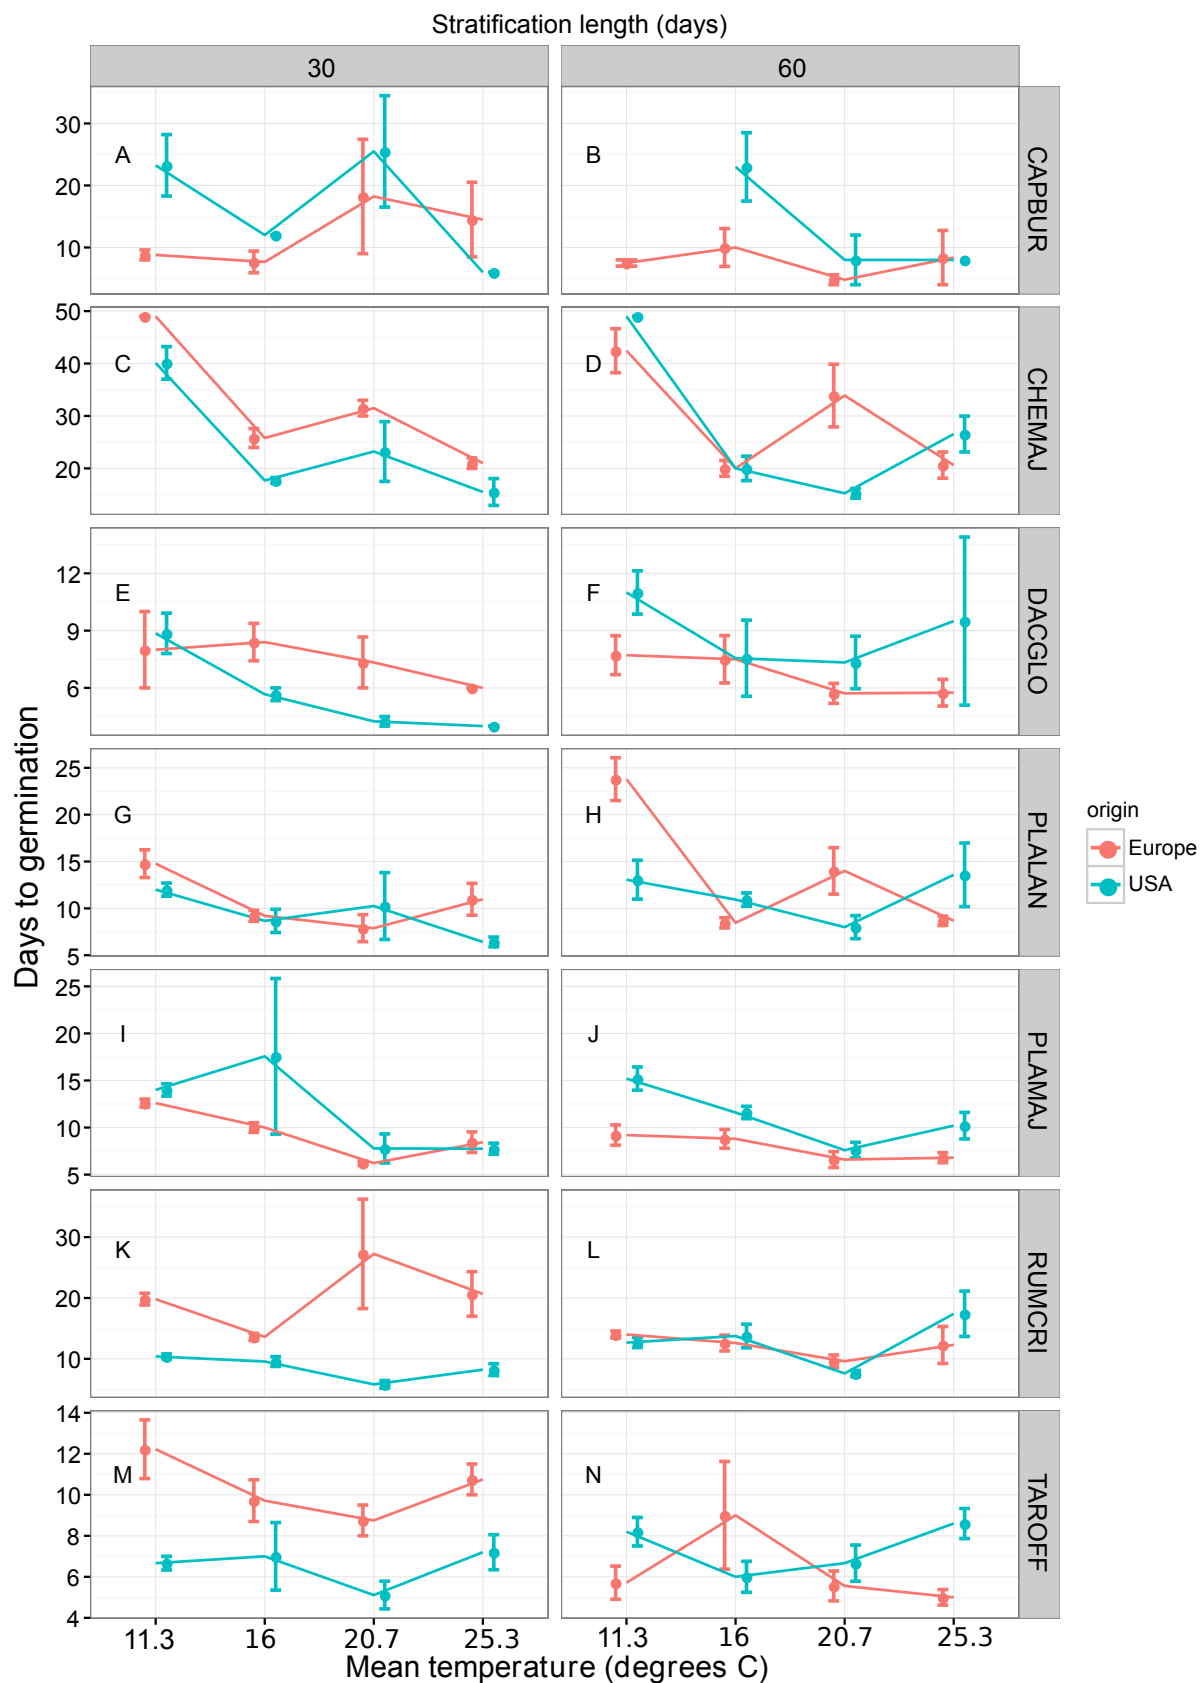 Stratification length (days)
30
60
30
20
10
A
B
CAPBUR
50
40
30
20
C
D
CHEMAJ
12
9
6
E
F
DACGLO
25
20
15
10
5
G
H
PLALAN
25
20
15
10
5
I
J
PLAMAJ
30
20
10
K
L
RUMCRI
14
12
10
8
6
4
M
N
TAROFF
Days to germination
origin
Europe
USA
11.3 16 20.7 25.3 11.3 16 20.7 25.3
Mean temperature (degrees C)